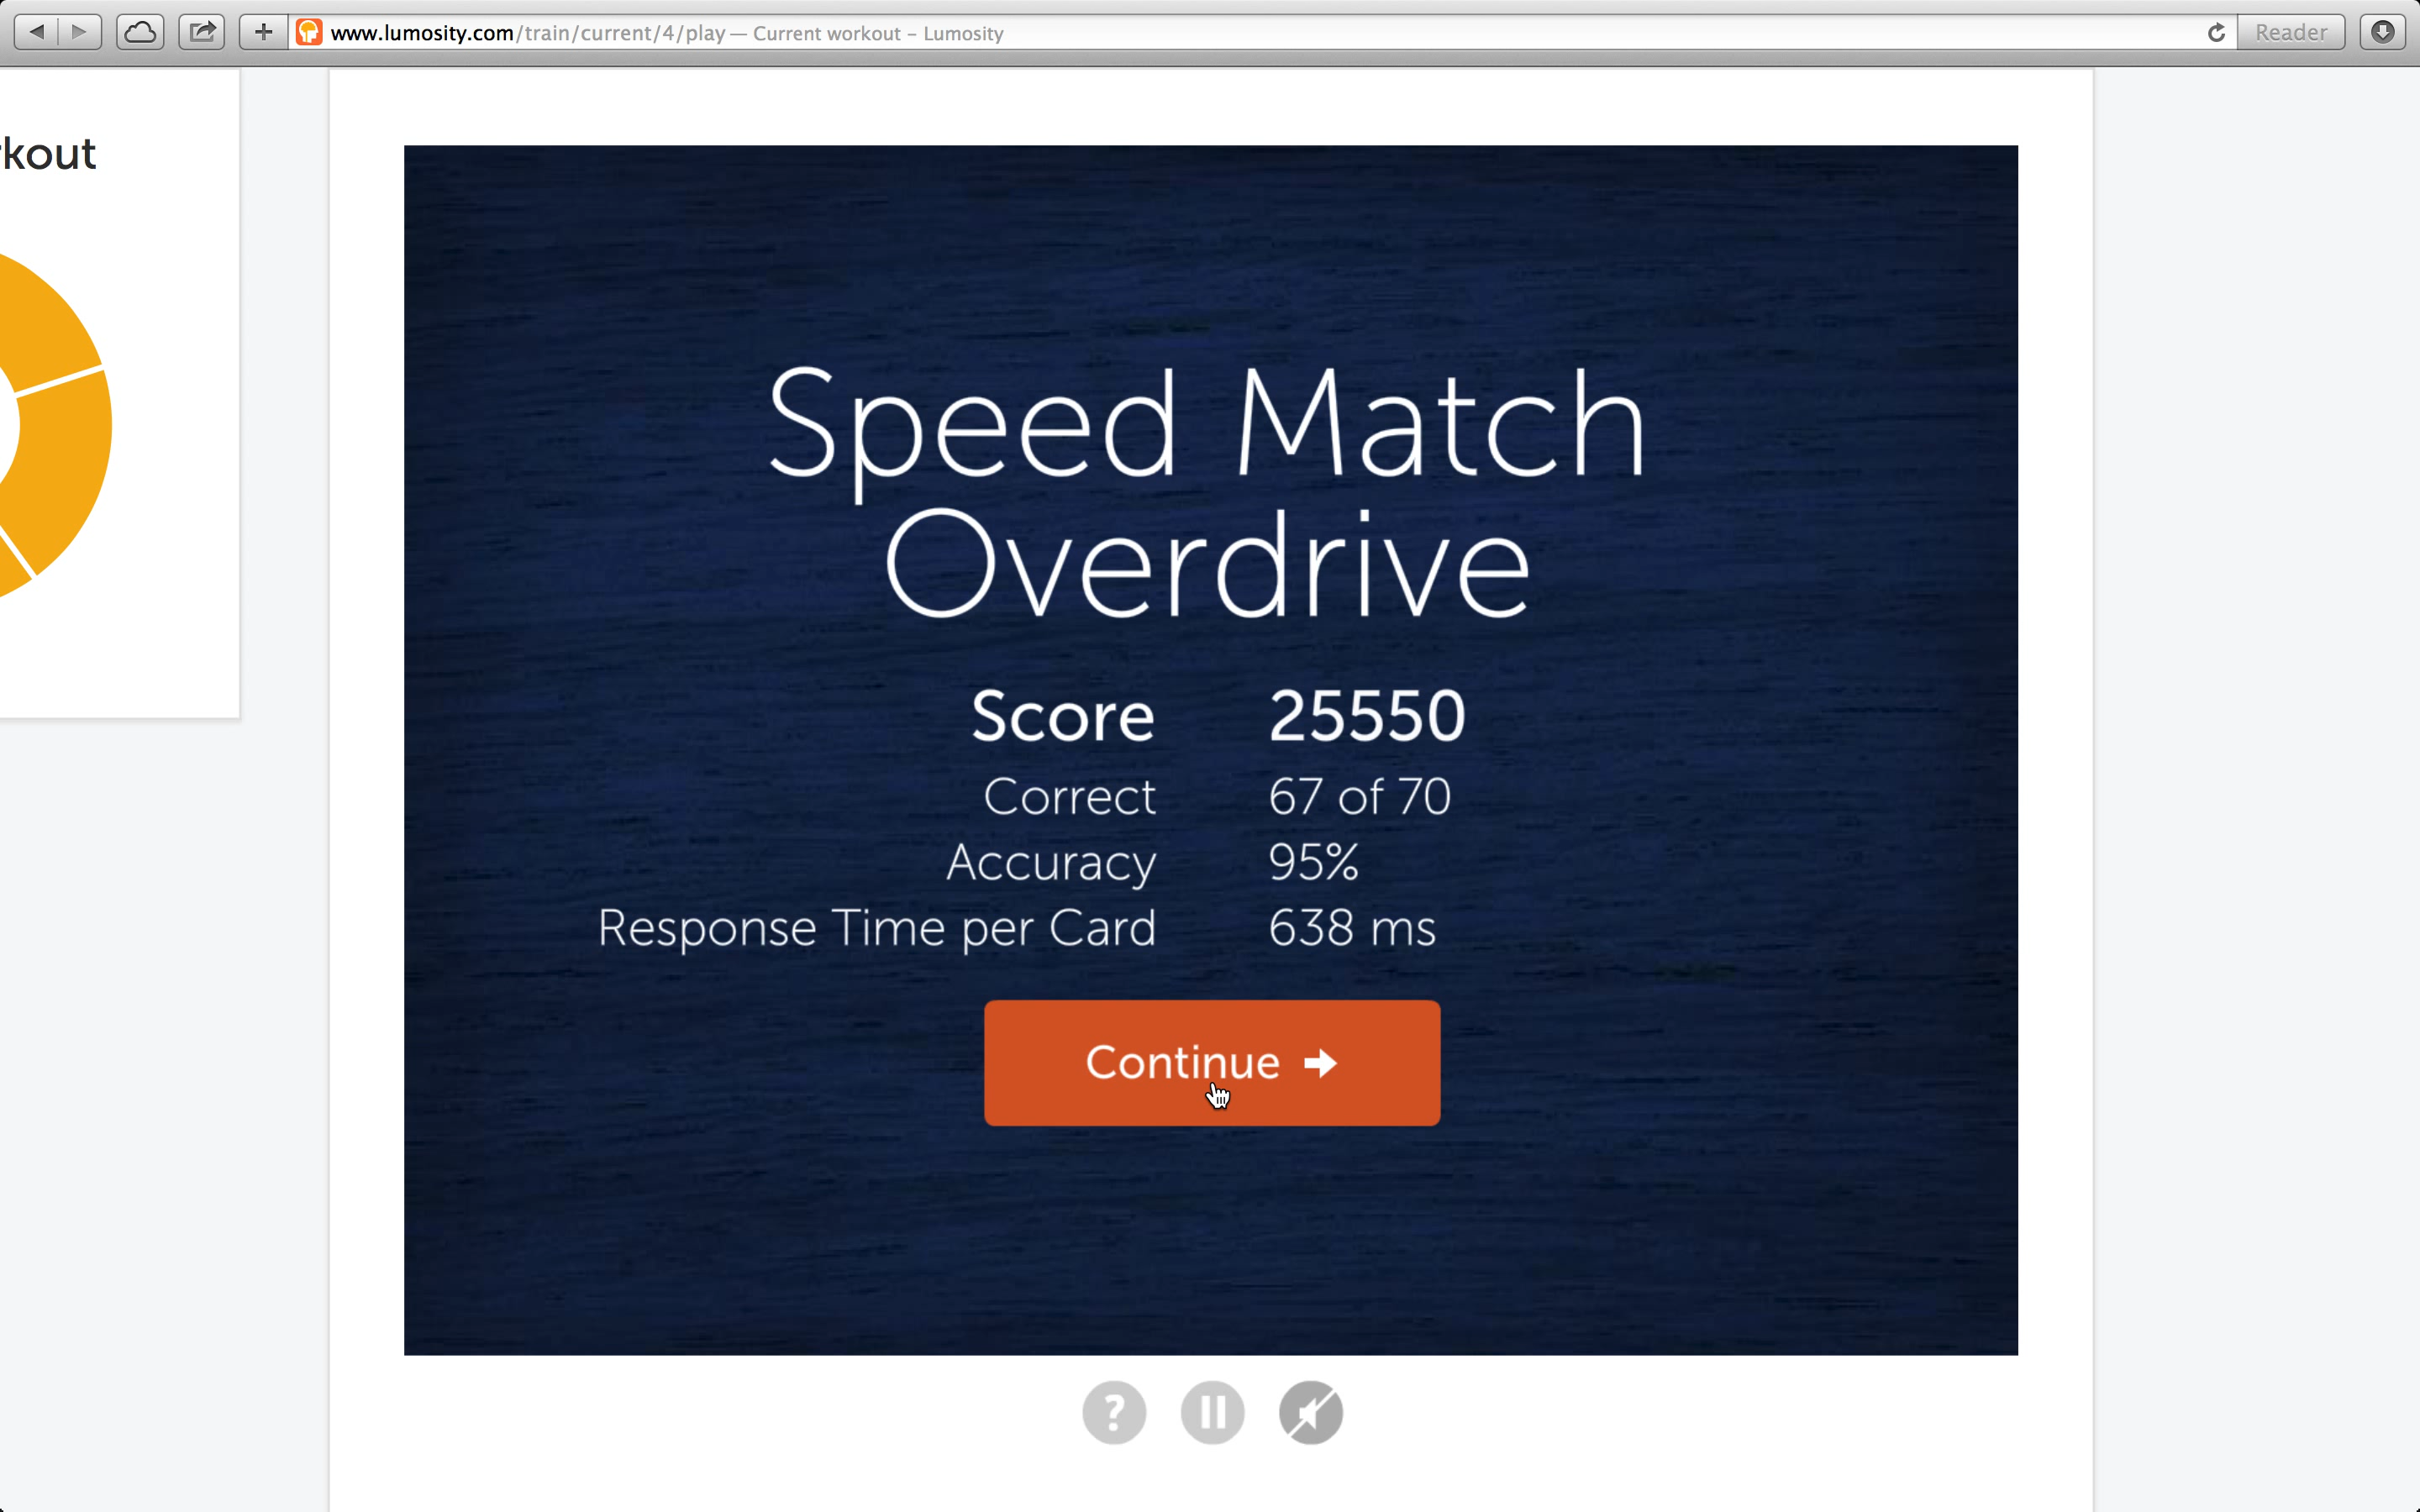 www.lumosity.com/train/current/4/play — Current workout – Lumosity
Reader
rkout
Speed Match
Overdrive
Score 25550
Correct 67 of 70
Accuracy 95%
Response Time per Card 638 ms
Continue
?